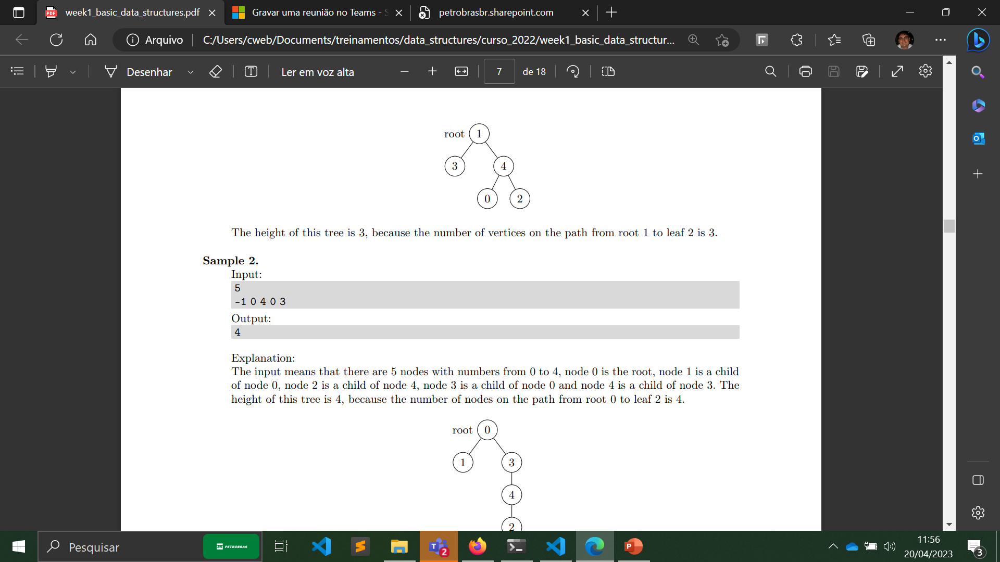 week1_basic_data_structures.pdf
Gravar uma reunião no Teams - S
petrobrasbr.sharepoint.com
Arquivo
C:/Users/cweb/Documents/treinamentos/data_structures/curso_2022/week1_basic_data_structur...
Desenhar
Ler em voz alta
7
de 18
root 1
3 4
0 2
The height of this tree is 3, because the number of vertices on the path from root 1 to leaf 2 is 3.
Sample 2.
Input:
5
-1 0 4 0 3
Output:
4
Explanation:
The input means that there are 5 nodes with numbers from 0 to 4, node 0 is the root, node 1 is a child
of node 0, node 2 is a child of node 4, node 3 is a child of node 0 and node 4 is a child of node 3. The
height of this tree is 4, because the number of nodes on the path from root 0 to leaf 2 is 4.
root 0
1 3
4
2
Pesquisar
BR PETROBRAS
2
11:56
20/04/2023
3